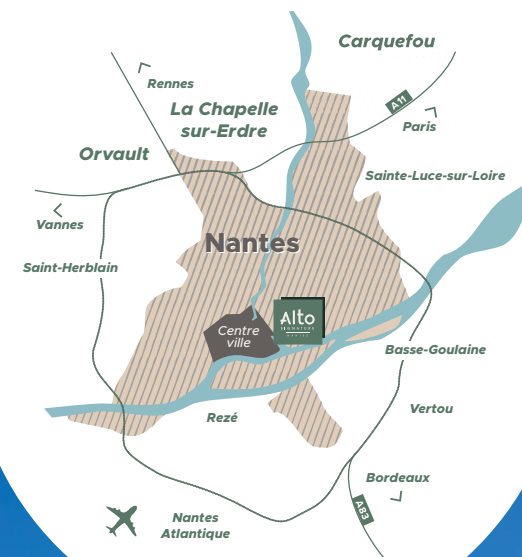 Carquefou
Rennes
La Chapelle
sur-Erdre
A11
Paris
Orvault
Sainte-Luce-sur-Loire
Vannes
Nantes
Saint-Herblain
Alto
SIGNATURE
Centre
ville
Basse-Goulaine
Rezé
Vertou
Bordeaux
A83
Nantes
Atlantique